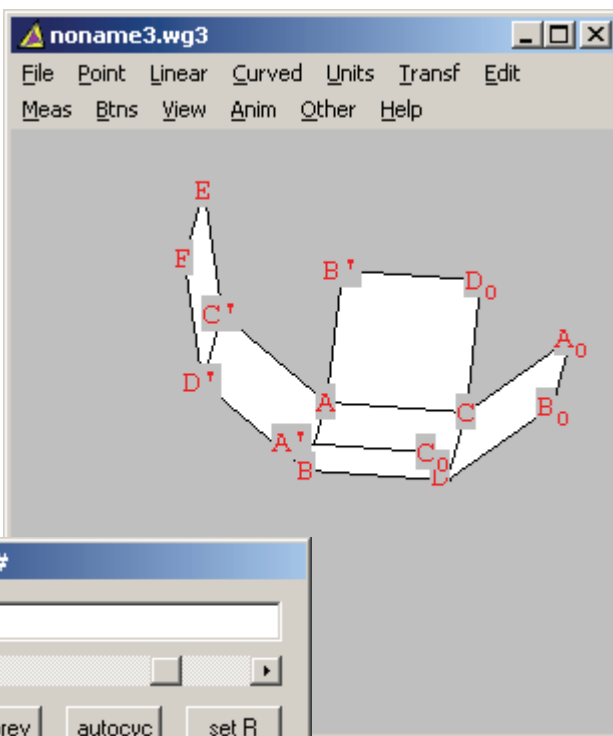 noname3.wg3
File Point Linear Curved Units Transf Edit
Meas Btns View Anim Other Help
E
F
B'
D0
C'
A0
D'
A
C
B0
A'
C0
B
D
#
rev autocyc set R